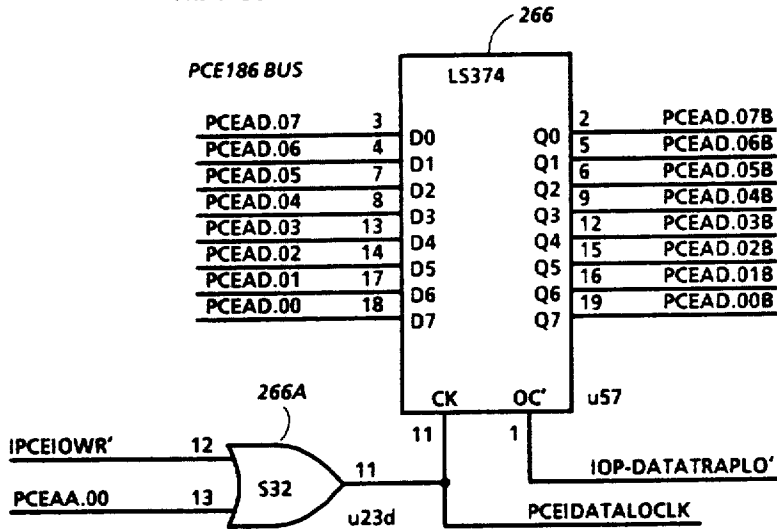 266
PCE186 BUS
LS374
PCEAD.07 3 D0 Q0 2 PCEAD.07B
PCEAD.06 4 D1 Q1 5 PCEAD.06B
PCEAD.05 7 D2 Q2 6 PCEAD.05B
PCEAD.04 8 D3 Q3 9 PCEAD.04B
PCEAD.03 13 D4 Q4 12 PCEAD.03B
PCEAD.02 14 D5 Q5 15 PCEAD.02B
PCEAD.01 17 D6 Q6 16 PCEAD.01B
PCEAD.00 18 D7 Q7 19 PCEAD.00B
266A
CK OC' u57
11 1
IPCEIOWR' 12
S32 11
IOP-DATATRAPLO'
PCEAA.00 13
u23d
PCEIDATALOCLK